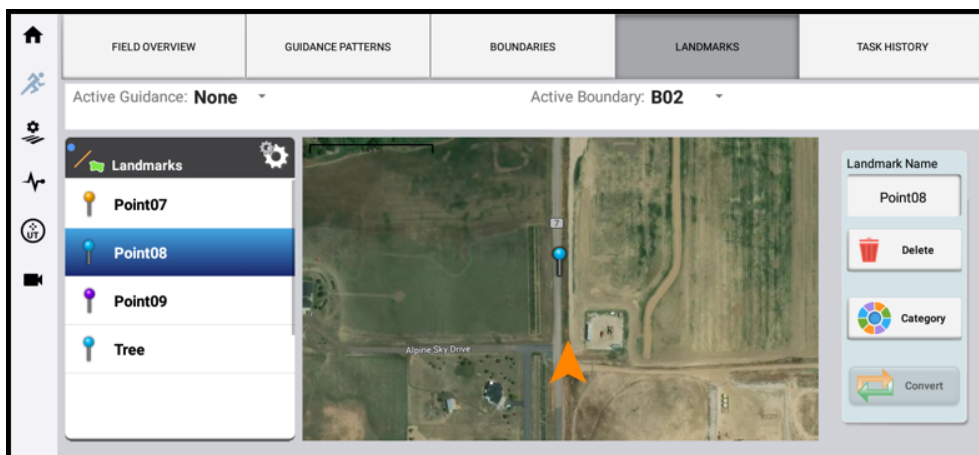 FIELD OVERVIEW
GUIDANCE PATTERNS
BOUNDARIES
LANDMARKS
TASK HISTORY
Active Guidance: None
Active Boundary: B02
Landmarks
Point07
Point08
Point09
Tree
UT
7
Alpine Sky Drive
Landmark Name
Point08
Delete
Category
Convert